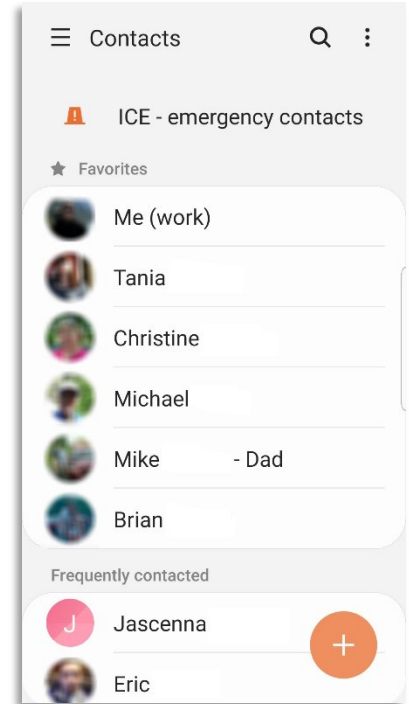 Contacts
ICE - emergency contacts
Favorites
Me (work)
Tania
Christine
Michael
Mike - Dad
Brian
Frequently contacted
J Jascenna
Eric